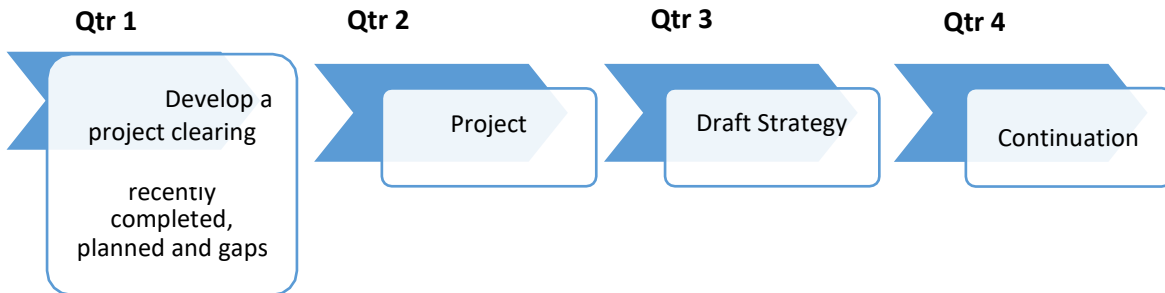 Qtr 1
Qtr 2
Qtr 3
Qtr 4
Develop a
project clearing
recently
completed,
planned and gaps
Project
Draft Strategy
Continuation